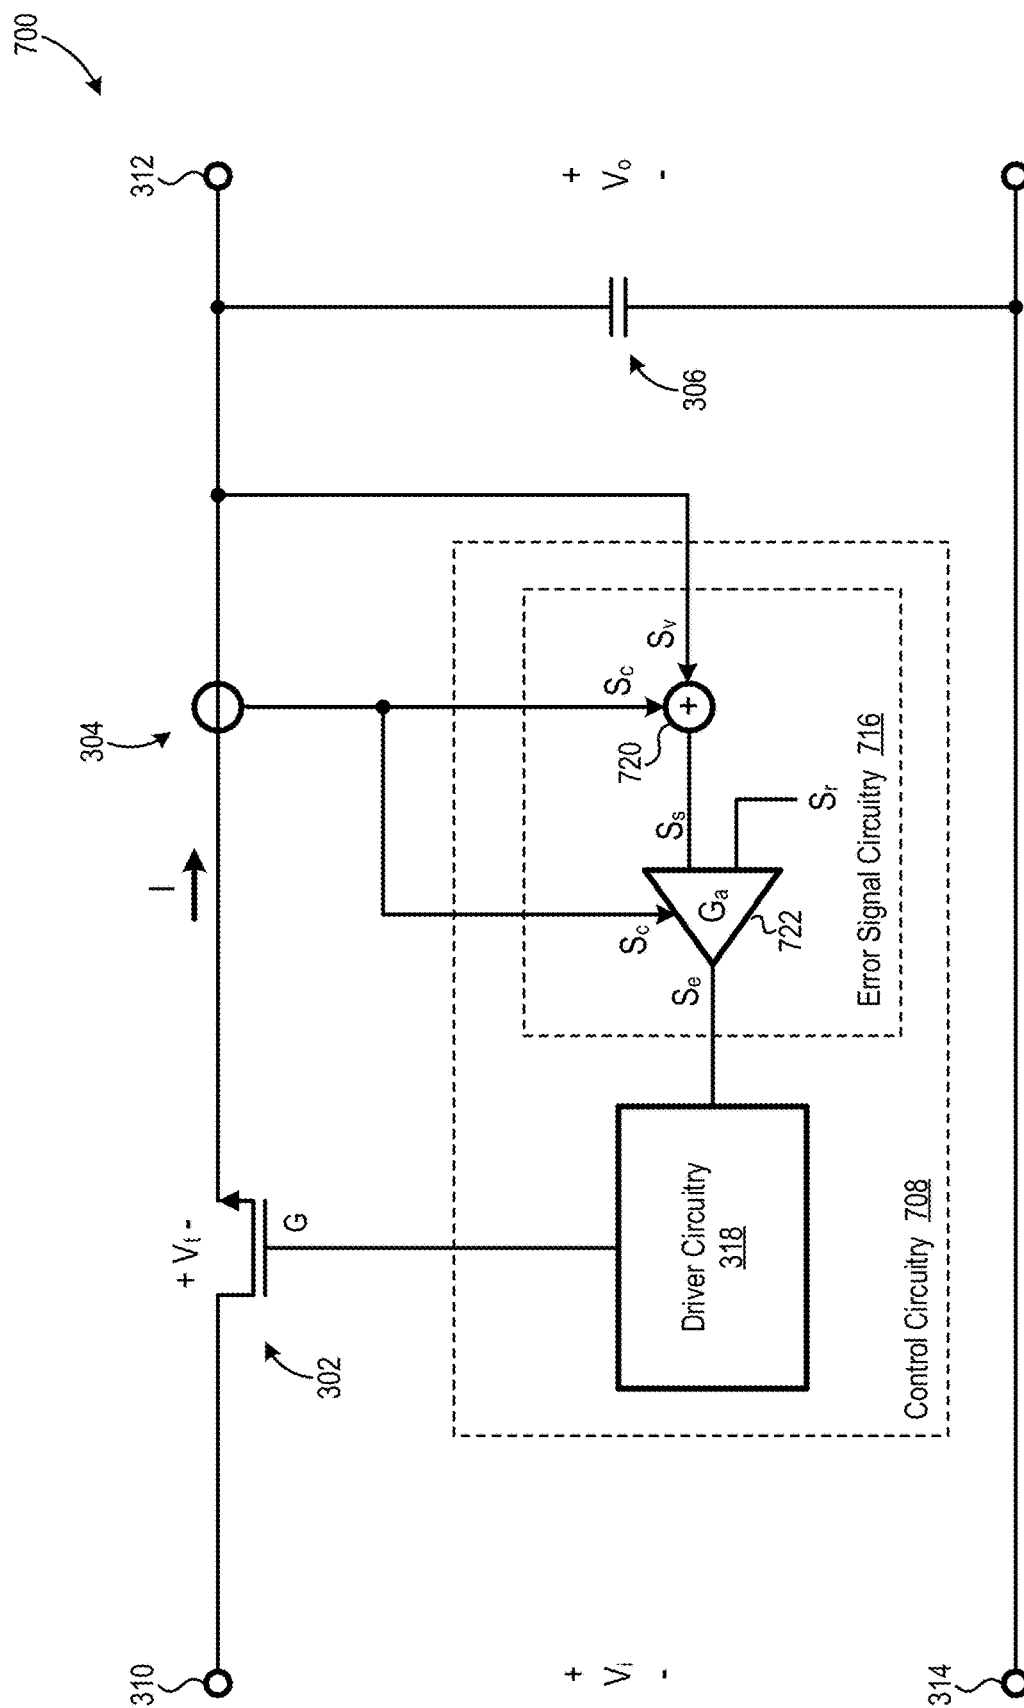 700
310
312
304
I
+ Vt -
302
G
+
Vi
-
+
Vo
-
306
314
Sc
Sv
Sc
720
+
Ss
Sr
Ga
722
Se
Driver Circuitry
318
Error Signal Circuitry 716
Control Circuitry 708